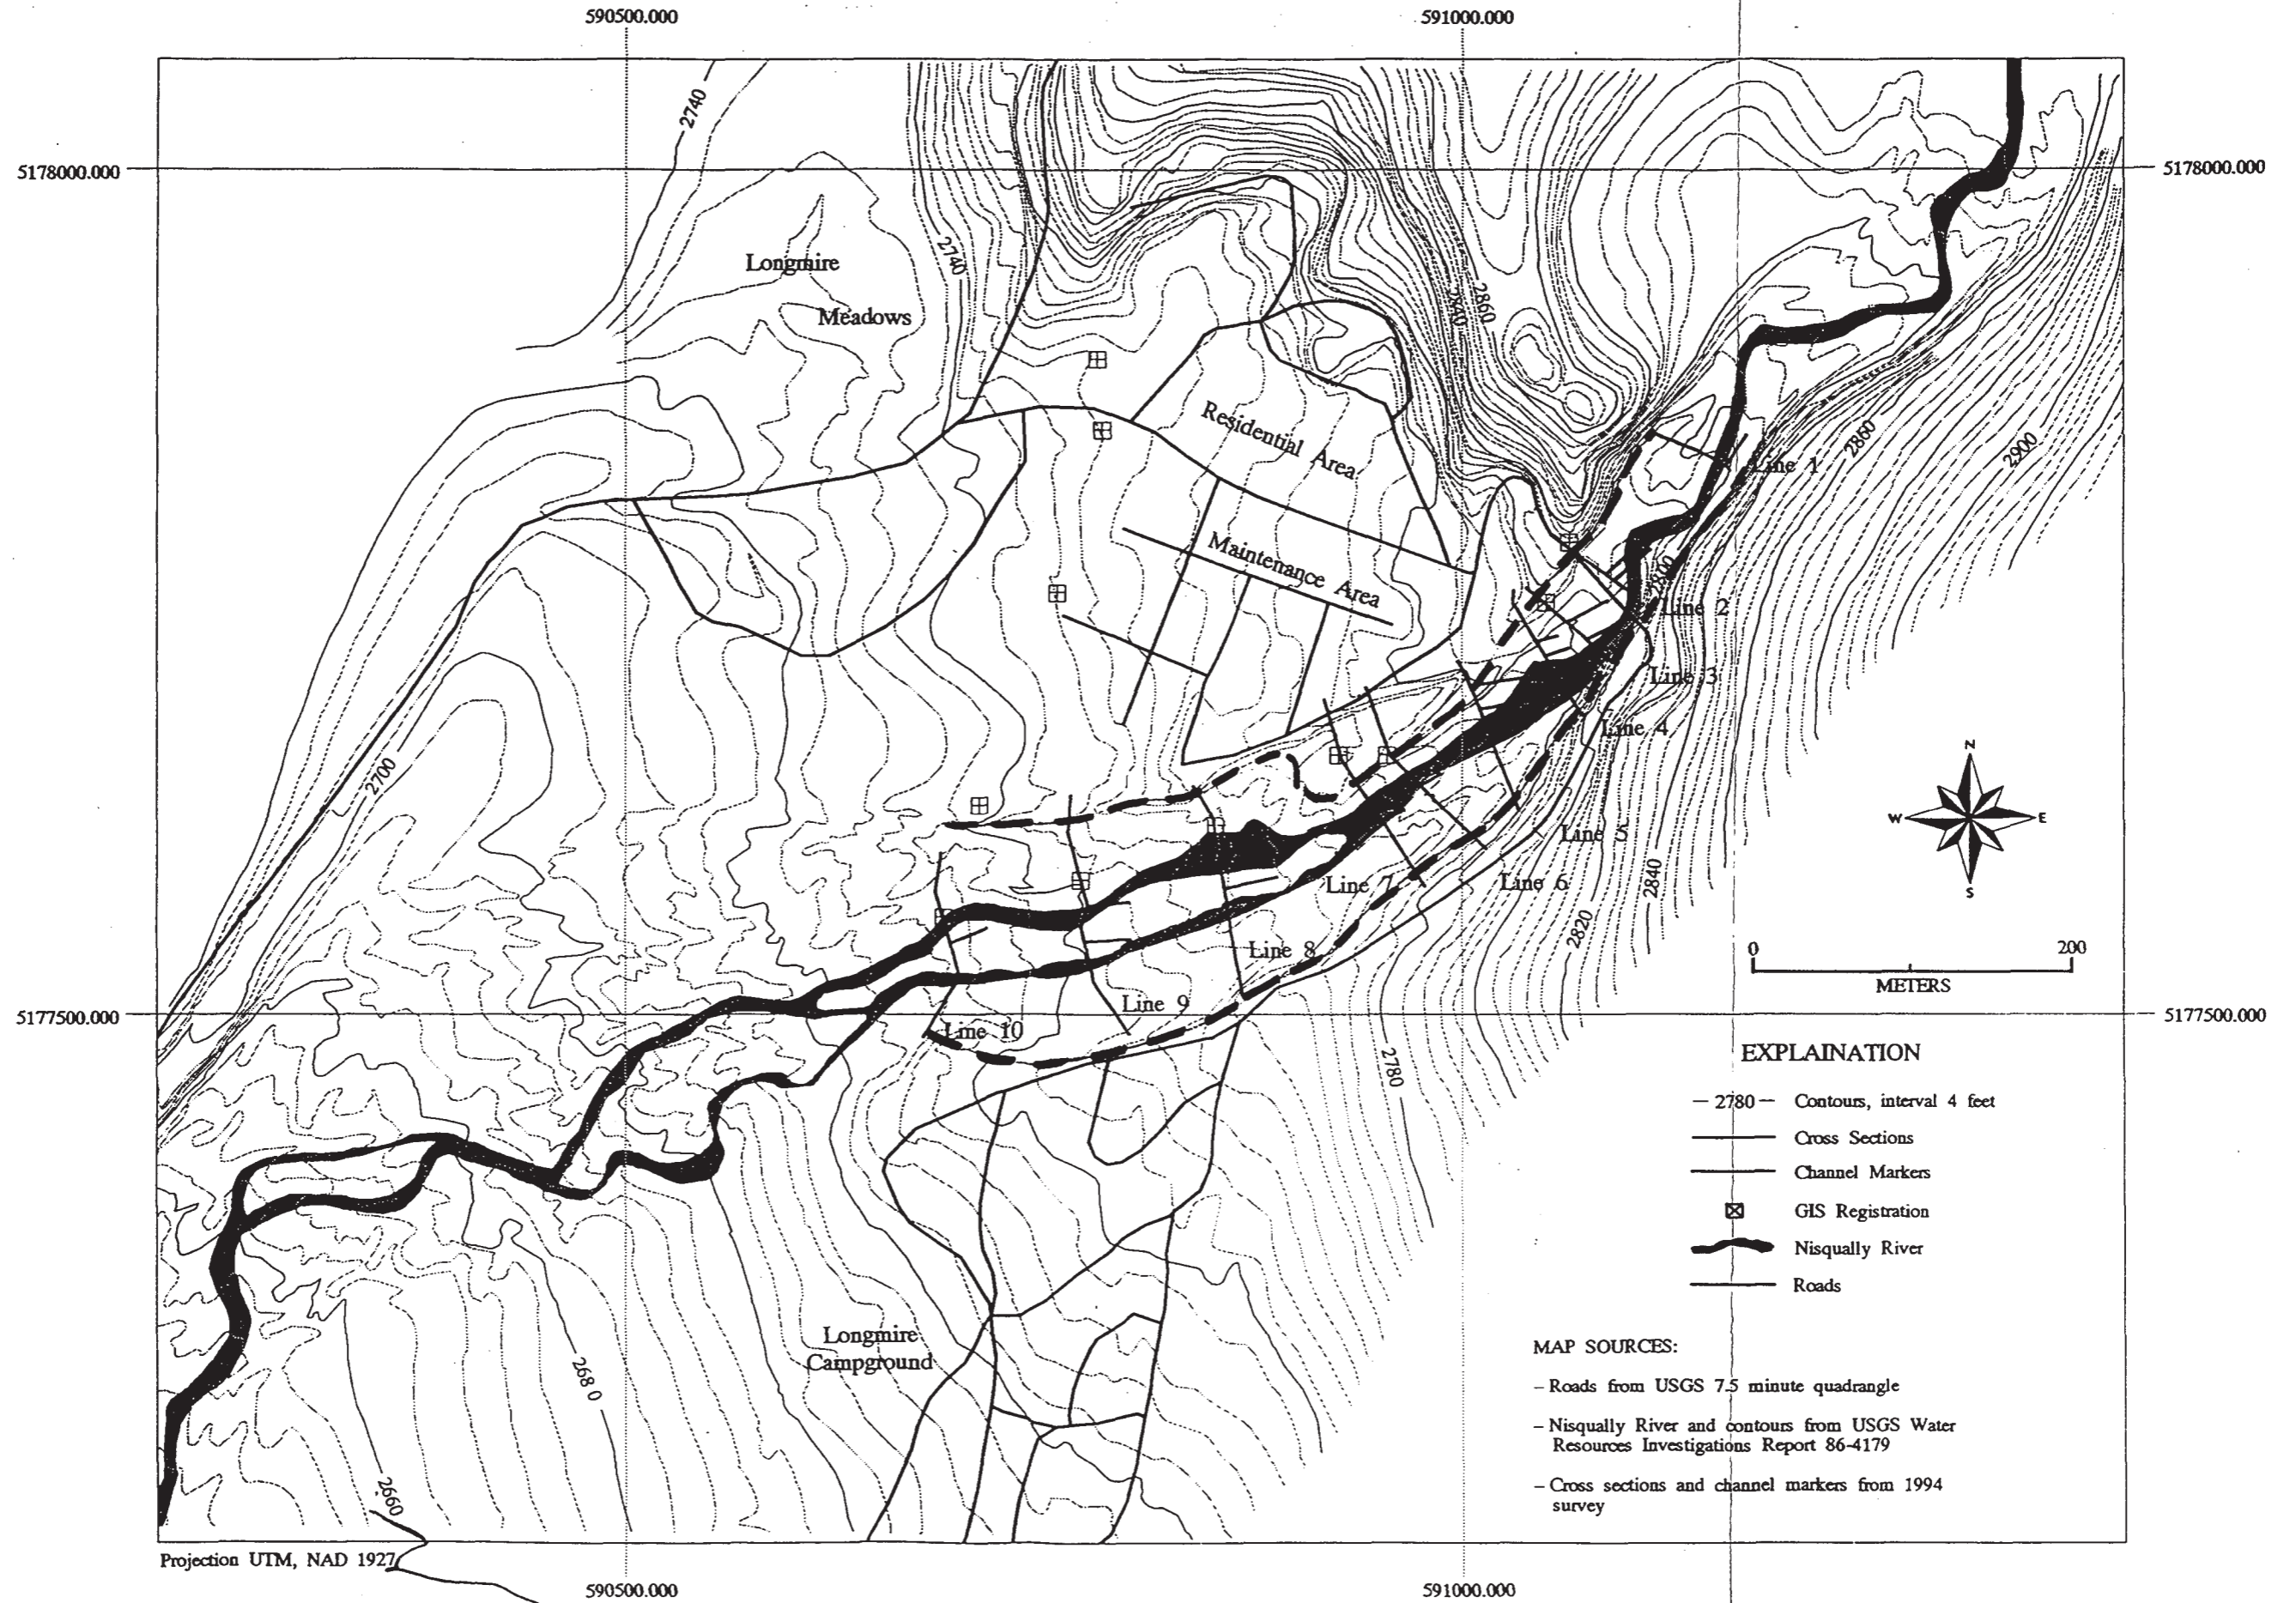 590500.000
591000.000
5178000.000
5178000.000
2740
2740
Longmire
Meadows
2860
2840
Residential Area
Line 1
2860
2900
Maintenance Area
2800
Line 2
Line 3
Line 4
2700
N
W
E
S
Line 5
Line 6
Line 7
2840
2820
Line 8
0
200
METERS
Line 9
Line 10
5177500.000
5177500.000
2780
EXPLAINATION
— 2780 — Contours, interval 4 feet
Cross Sections
Channel Markers
GIS Registration
Nisqually River
Roads
Longmire
Campground
2680
2660
MAP SOURCES:
– Roads from USGS 7.5 minute quadrangle
– Nisqually River and contours from USGS Water
Resources Investigations Report 86-4179
– Cross sections and channel markers from 1994
survey
Projection UTM, NAD 1927
590500.000
591000.000